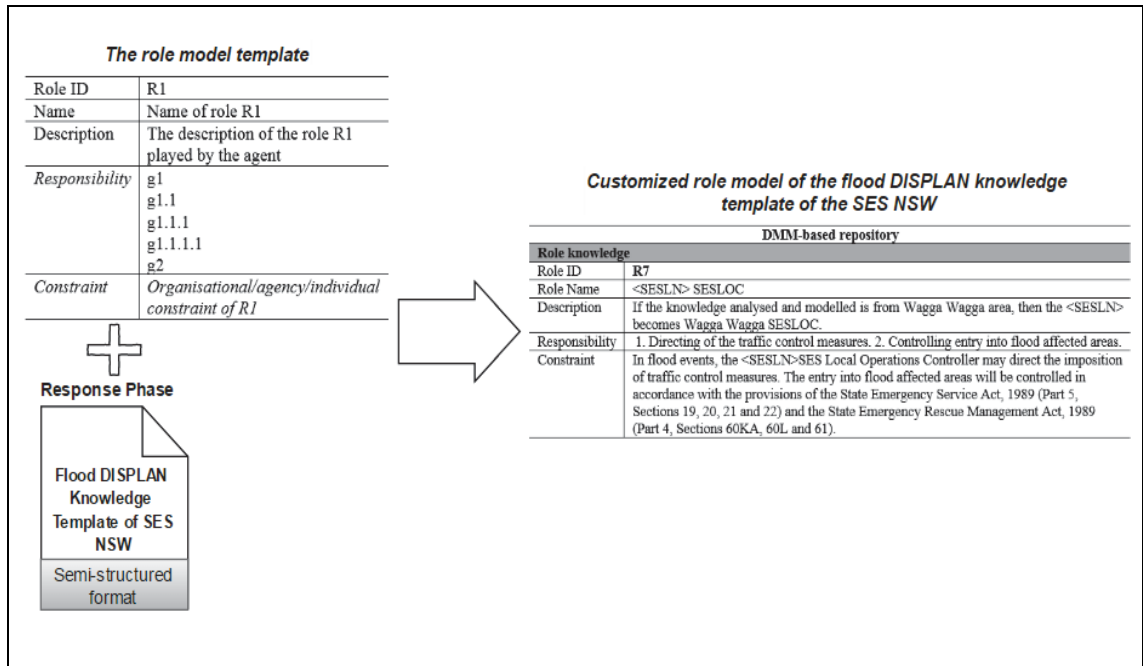 The role model template
Role ID R1
Name Name of role R1
Description The description of the role R1
played by the agent
Responsibility g1
g1.1
g1.1.1
g1.1.1.1
g2
Constraint Organisational/agency/individual
constraint of R1
Response Phase
Flood DISPLAN
Knowledge
Template of SES
NSW
Semi-structured
format
Customized role model of the flood DISPLAN knowledge
template of the SES NSW
DMM-based repository
Role knowledge
Role ID R7
Role Name <SESLN> SESLOC
Description If the knowledge analysed and modelled is from Wagga Wagga area, then the <SESLN>
becomes Wagga Wagga SESLOC.
Responsibility 1. Directing of the traffic control measures. 2. Controlling entry into flood affected areas.
Constraint In flood events, the <SESLN>SES Local Operations Controller may direct the imposition
of traffic control measures. The entry into flood affected areas will be controlled in
accordance with the provisions of the State Emergency Service Act, 1989 (Part 5,
Sections 19, 20, 21 and 22) and the State Emergency Rescue Management Act, 1989
(Part 4, Sections 60KA, 60L and 61).